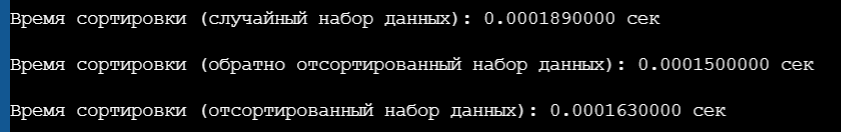 Время сортировки (случайный набор данных): 0.0001890000 сек
Время сортировки (обратно отсортированный набор данных): 0.0001500000 сек
Время сортировки (отсортированный набор данных): 0.0001630000 сек